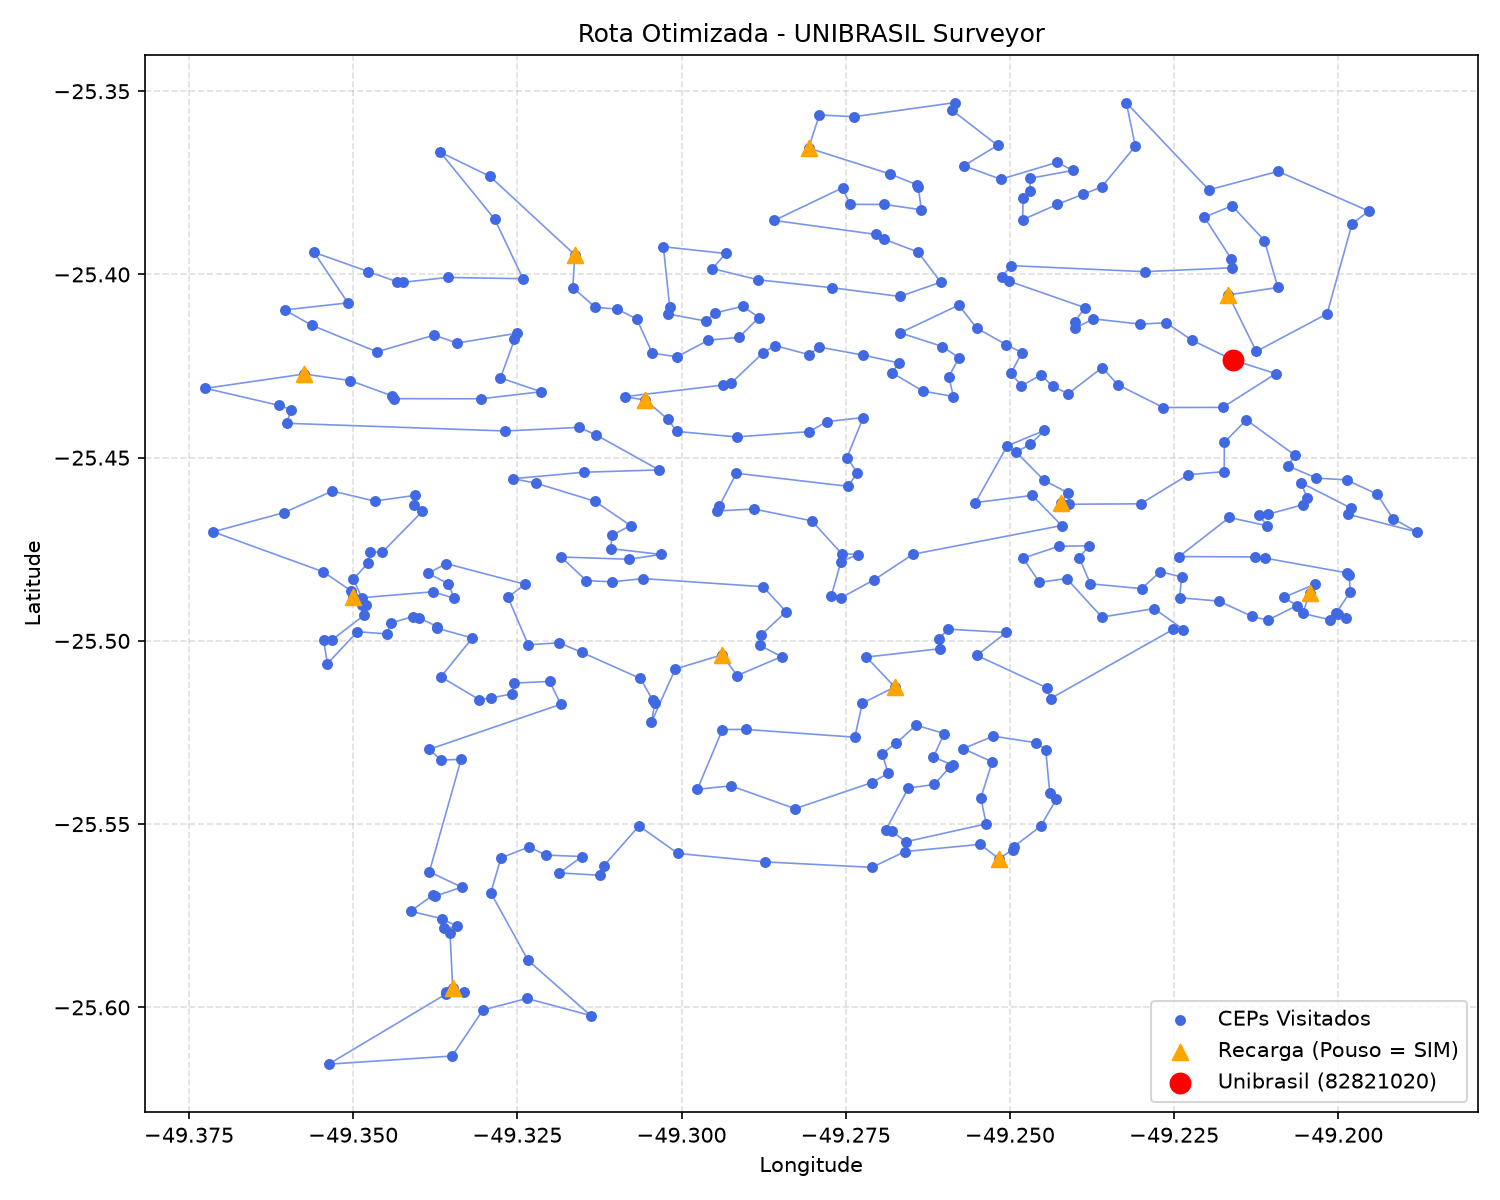 Rota Otimizada - UNIBRASIL Surveyor
−25.35
−25.40
−25.45
−25.50
−25.55
−25.60
Latitude
CEPs Visitados
Recarga (Pouso = SIM)
Unibrasil (82821020)
−49.375
−49.350
−49.325
−49.300
−49.275
−49.250
−49.225
−49.200
Longitude